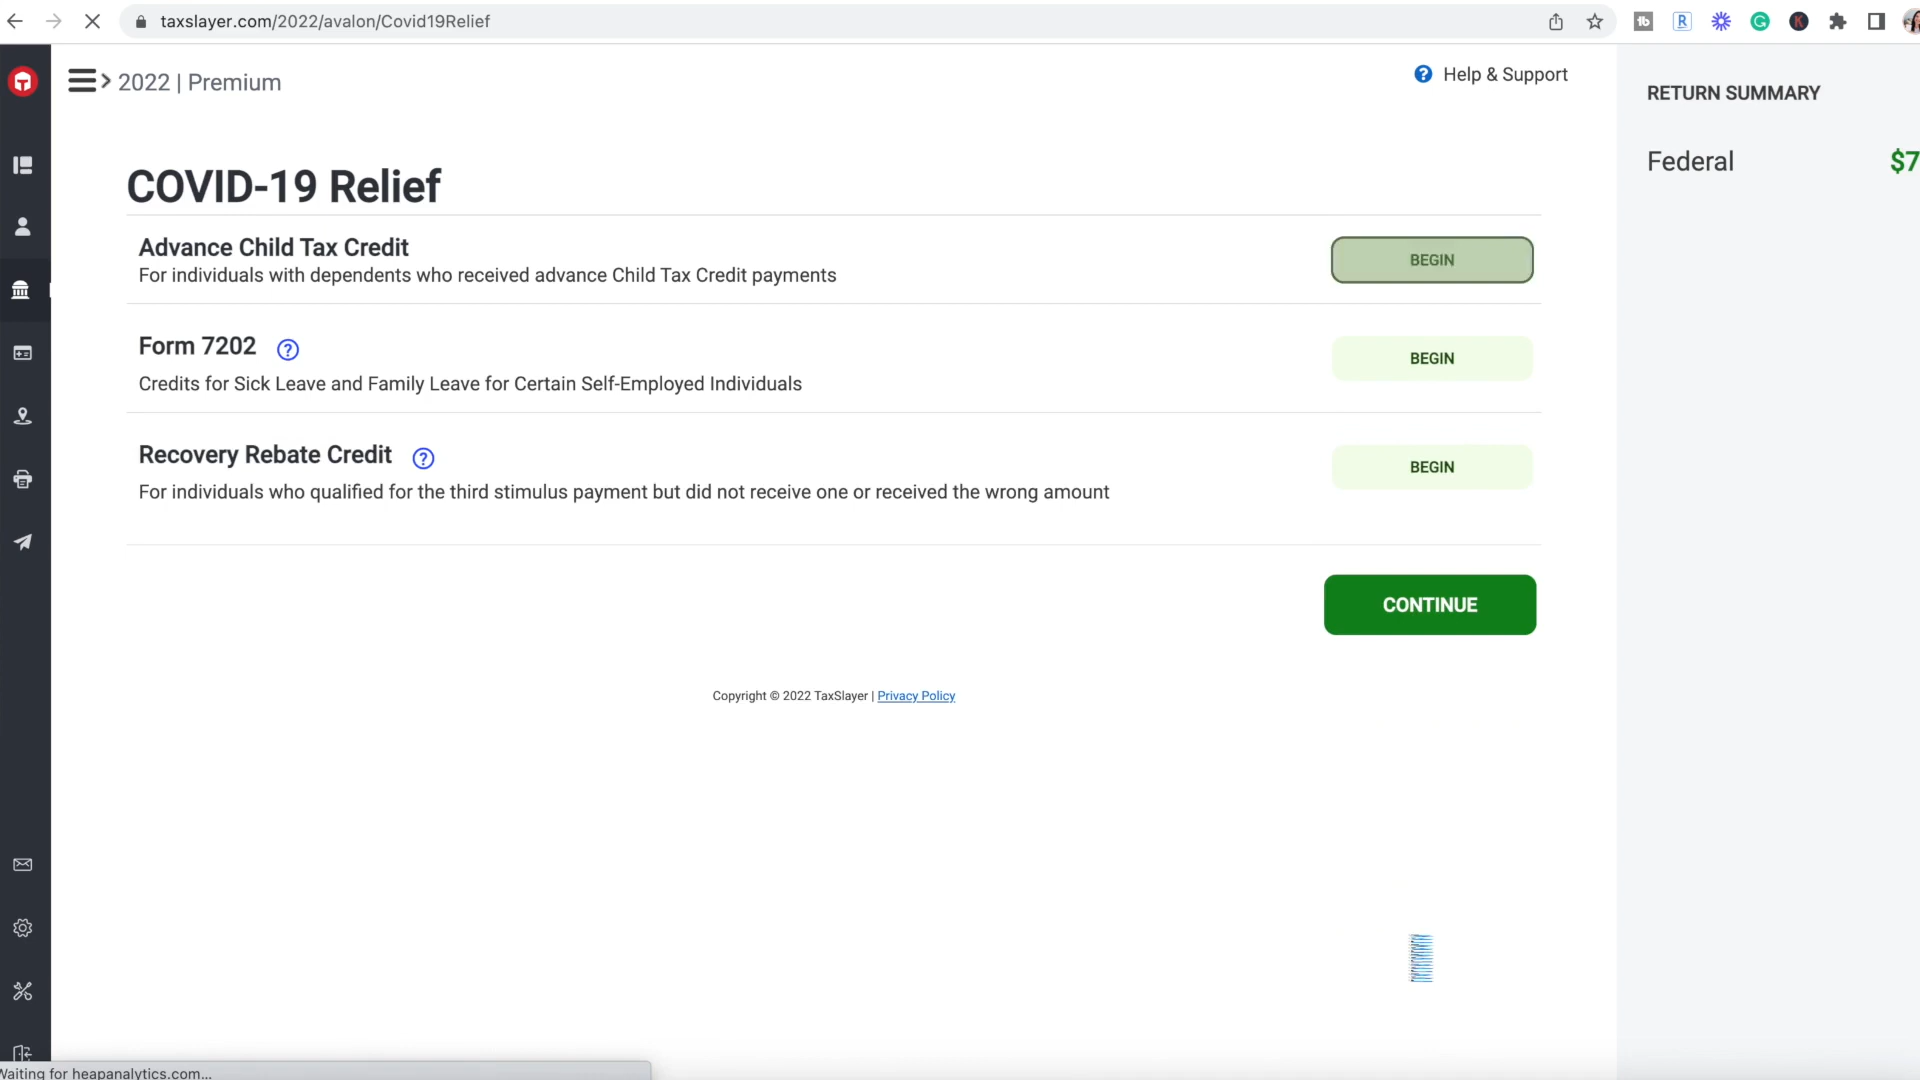 taxslayer.com/2022/avalon/Covid19Relief
2022 | Premium
Help & Support
RETURN SUMMARY
Federal
$7
COVID-19 Relief
Advance Child Tax Credit
For individuals with dependents who received advance Child Tax Credit payments
BEGIN
Form 7202
Credits for Sick Leave and Family Leave for Certain Self-Employed Individuals
BEGIN
Recovery Rebate Credit
For individuals who qualified for the third stimulus payment but did not receive one or received the wrong amount
BEGIN
CONTINUE
Copyright © 2022 TaxSlayer | Privacy Policy
Waiting for heapanalytics.com...